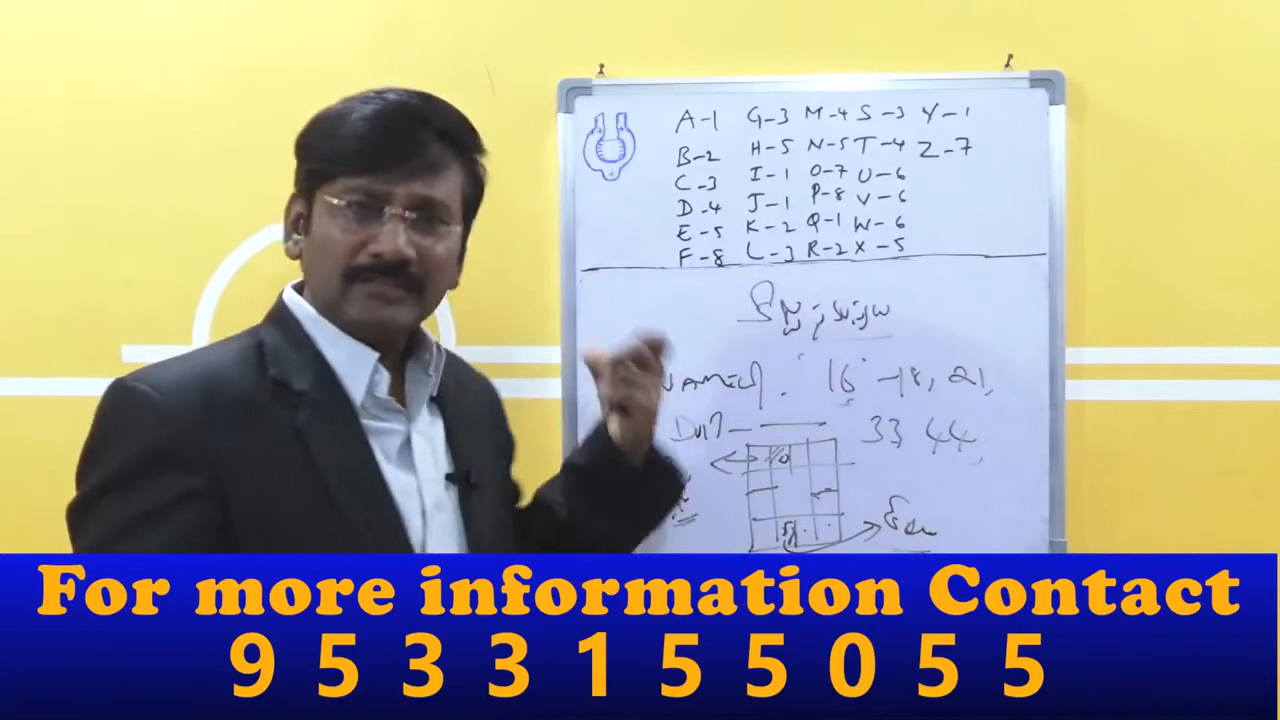 A-1 G-3 M-4 S-3 Y-1
B-2 H-5 N-5 T-4 Z-7
C-3 I-1 O-7 U-6
D-4 J-1 P-8 V-6
E-5 K-2 Q-1 W-6
F-8 L-3 R-2 X-5
16 -18, 21,
33 44,
For more information Contact
9 5 3 3 1 5 5 0 5 5